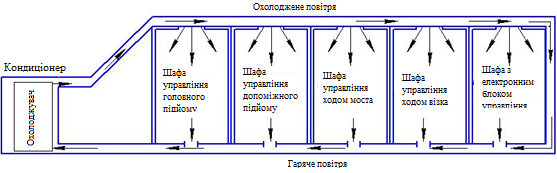 Охолоджене повітря
Кондиціонер
Охолоджувач
Шафа
управління
головного
підйому
Шафа
управління
допоміжного
підйому
Шафа
управління
ходом моста
Шафа
управління
ходом візка
Шафа з
електронним
блоком
управління
Гаряче повітря